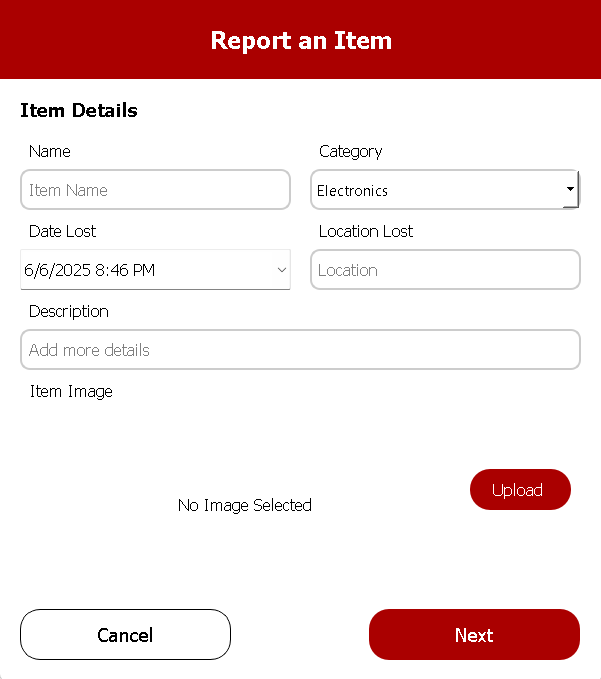 Report an Item
Item Details
Name
Category
Item Name
Electronics
Date Lost
Location Lost
6/6/2025 8:46 PM
Location
Description
Add more details
Item Image
No Image Selected
Upload
Cancel
Next